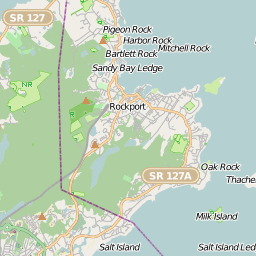 SR 127
Pigeon Rock
Harbor Rock
Mitchell Rock
Bartlett Rock
Sandy Bay Ledge
NR
Rockport
Oak Rock
SR 127A
Thache
Milk Island
Salt Island
Salt Island Led